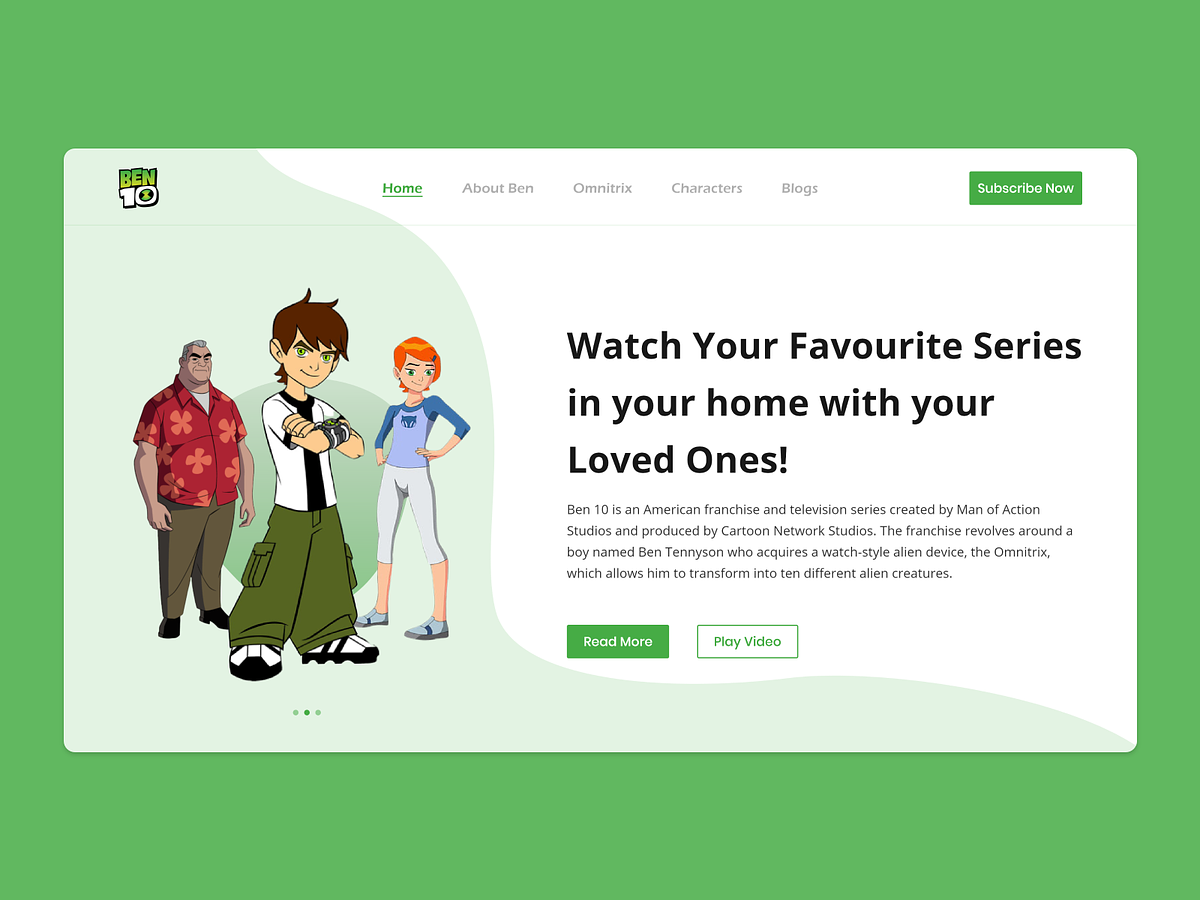 BEN
10
Home
About Ben
Omnitrix
Characters
Blogs
Subscribe Now
Watch Your Favourite Series
in your home with your
Loved Ones!
Ben 10 is an American franchise and television series created by Man of Action
Studios and produced by Cartoon Network Studios. The franchise revolves around a
boy named Ben Tennyson who acquires a watch-style alien device, the Omnitrix,
which allows him to transform into ten different alien creatures.
Read More
Play Video